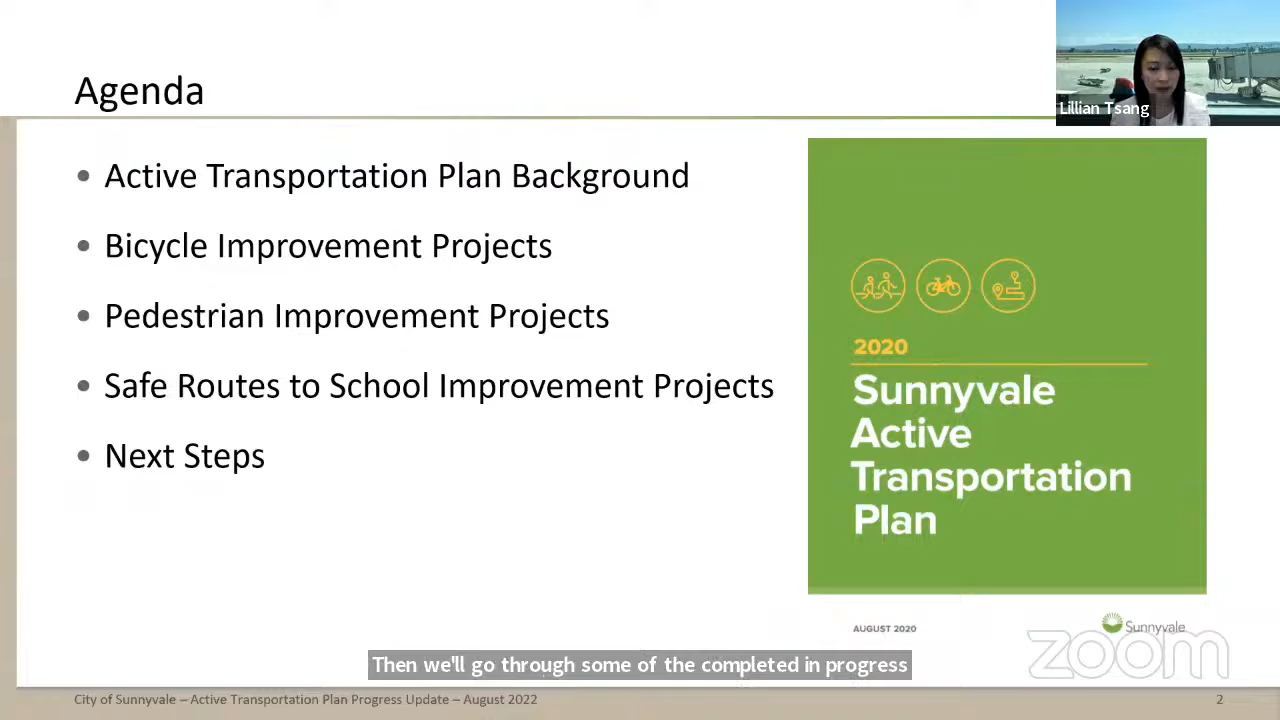 Agenda
Lillian Tsang
• Active Transportation Plan Background
• Bicycle Improvement Projects
• Pedestrian Improvement Projects
• Safe Routes to School Improvement Projects
• Next Steps
2020
Sunnyvale
Active
Transportation
Plan
AUGUST 2020
Sunnyvale
zoom
Then we'll go through some of the completed in progress
City of Sunnyvale – Active Transportation Plan Progress Update – August 2022
2